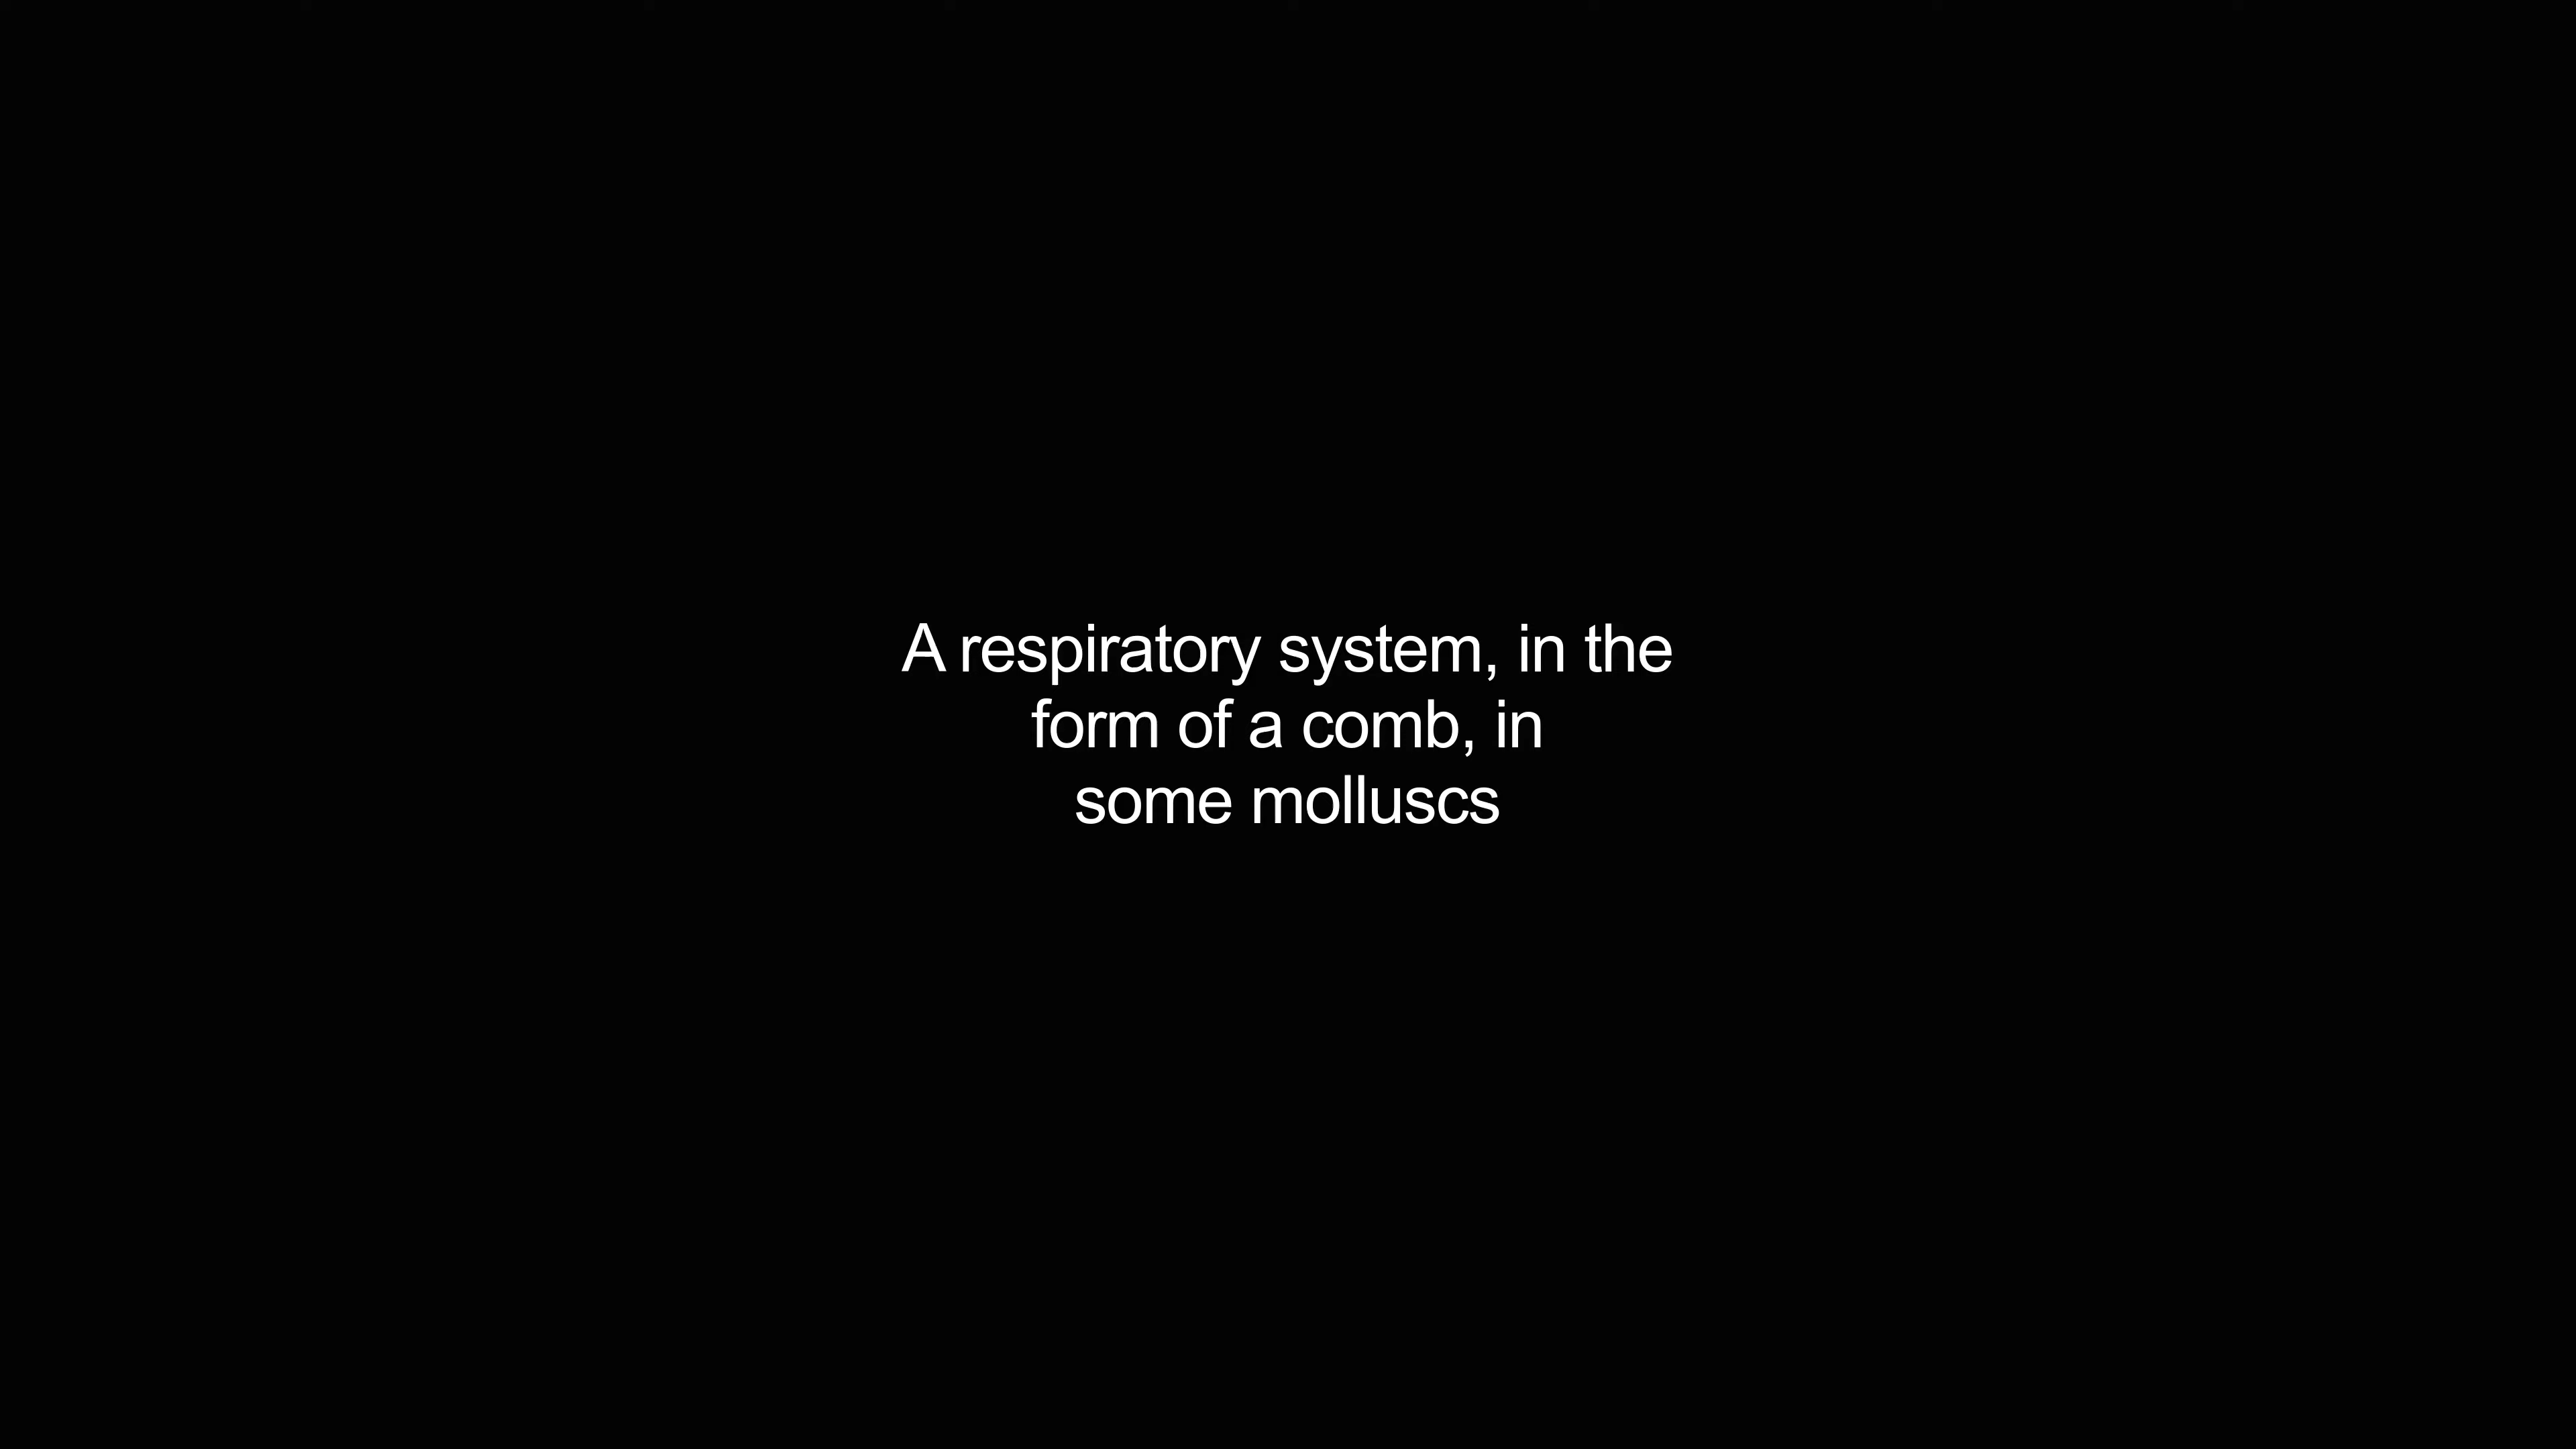 A respiratory system, in the
form of a comb, in
some molluscs